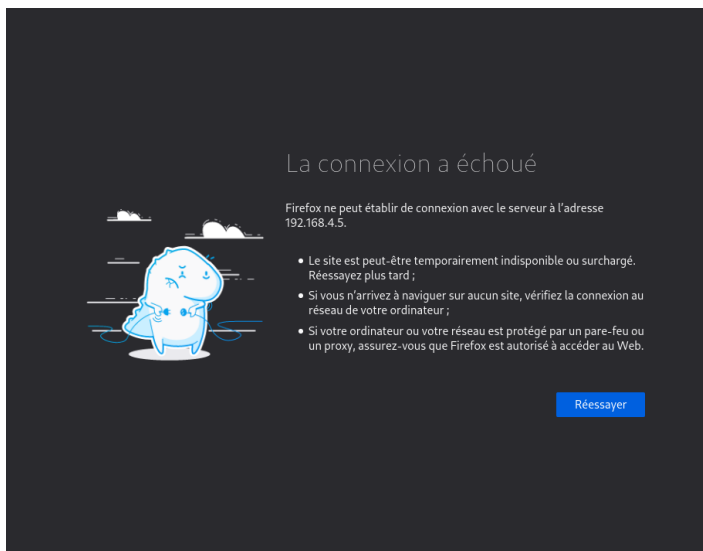 La connexion a échoué
Firefox ne peut établir de connexion avec le serveur à l’adresse
192.168.4.5.
• Le site est peut-être temporairement indisponible ou surchargé.
Réessayez plus tard ;
• Si vous n’arrivez à naviguer sur aucun site, vérifiez la connexion au
réseau de votre ordinateur ;
• Si votre ordinateur ou votre réseau est protégé par un pare-feu ou
un proxy, assurez-vous que Firefox est autorisé à accéder au Web.
Réessayer